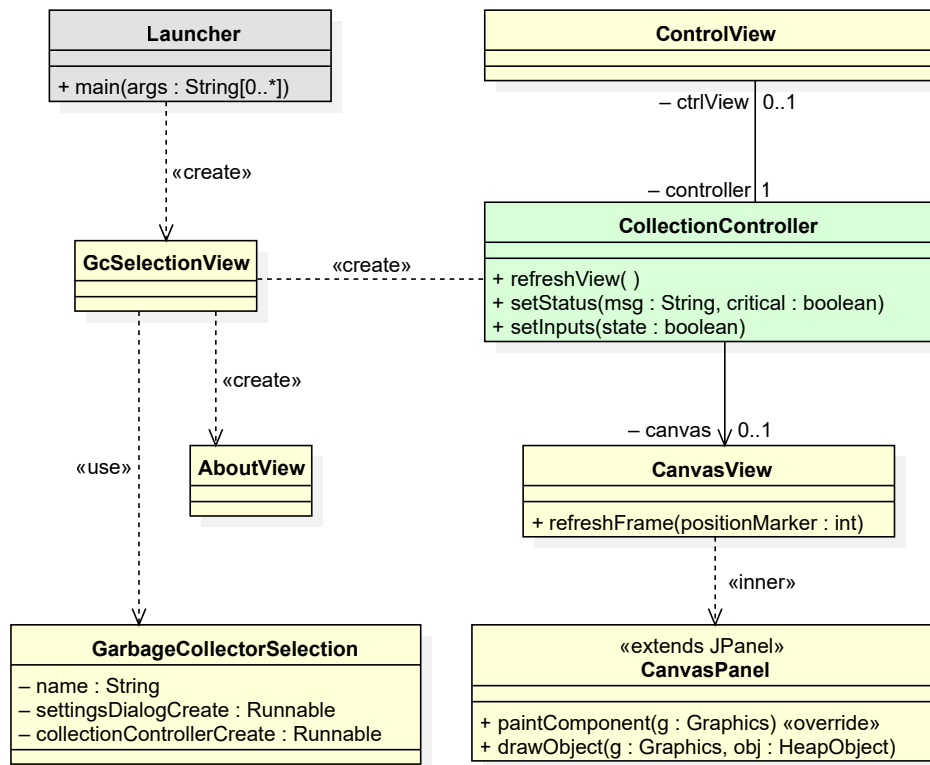 Launcher
+ main(args : String[0..*])
ControlView
– ctrlView 0..1
«create»
– controller 1
CollectionController
+ refreshView( )
+ setStatus(msg : String, critical : boolean)
+ setInputs(state : boolean)
GcSelectionView
«create»
«create»
– canvas 0..1
«use»
AboutView
CanvasView
+ refreshFrame(positionMarker : int)
«inner»
GarbageCollectorSelection
– name : String
– settingsDialogCreate : Runnable
– collectionControllerCreate : Runnable
«extends JPanel»
CanvasPanel
+ paintComponent(g : Graphics) «override»
+ drawObject(g : Graphics, obj : HeapObject)